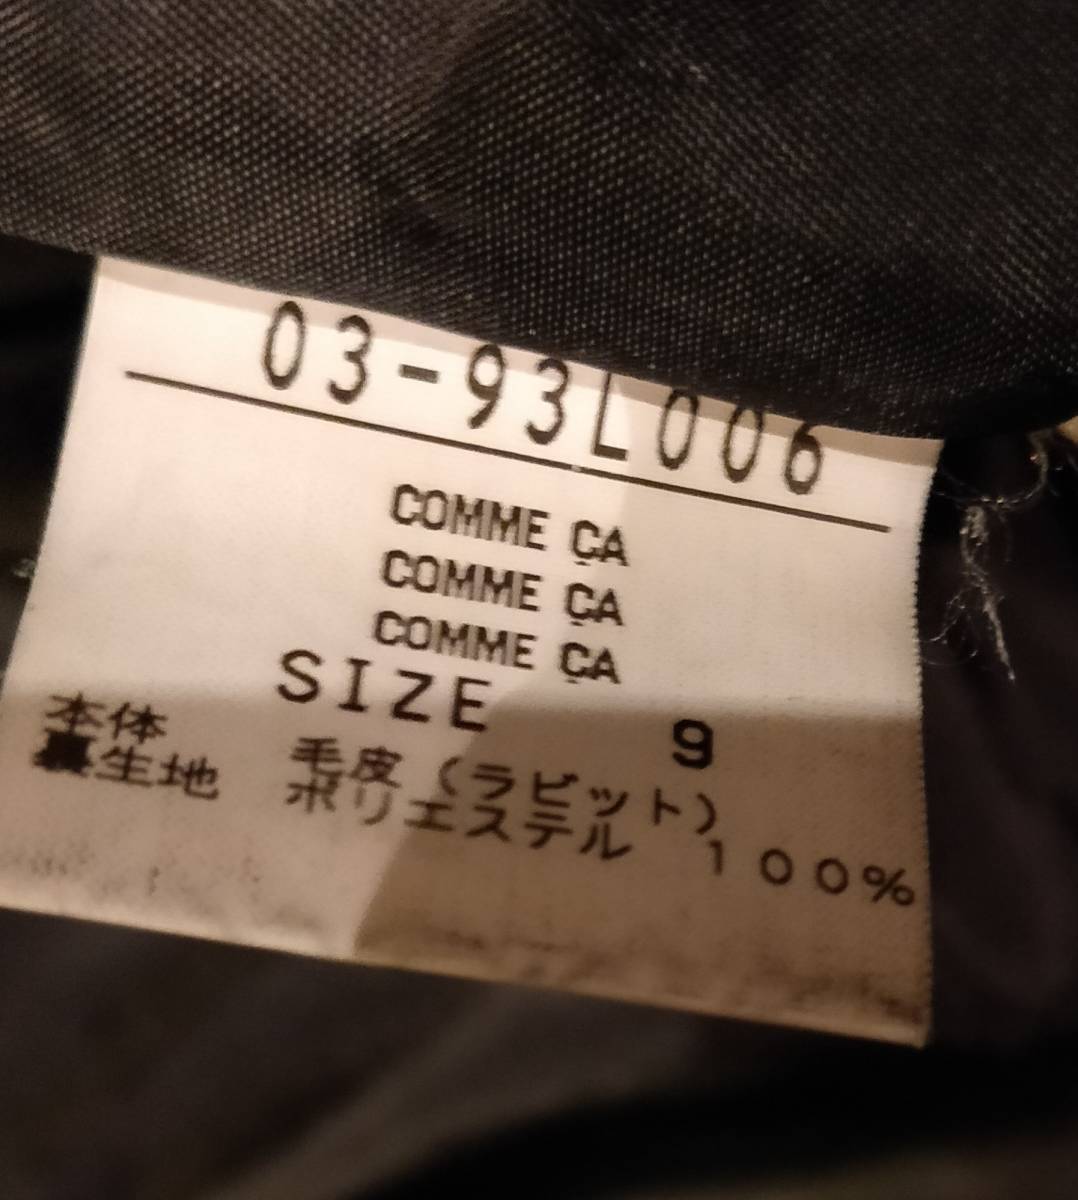 03-93L006
COMME ÇA
COMME ÇA
COMME ÇA
SIZE 9
本体 毛皮(ラビット)
裏生地 ポリエステル 100%